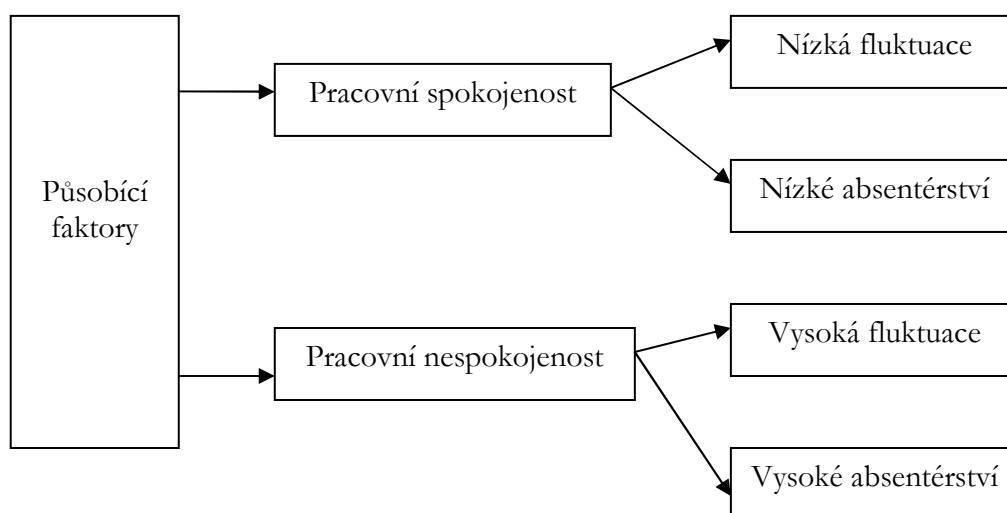 Působící
faktory
Pracovní spokojenost
Nízká fluktuace
Nízké absentérství
Pracovní nespokojenost
Vysoká fluktuace
Vysoké absentérství